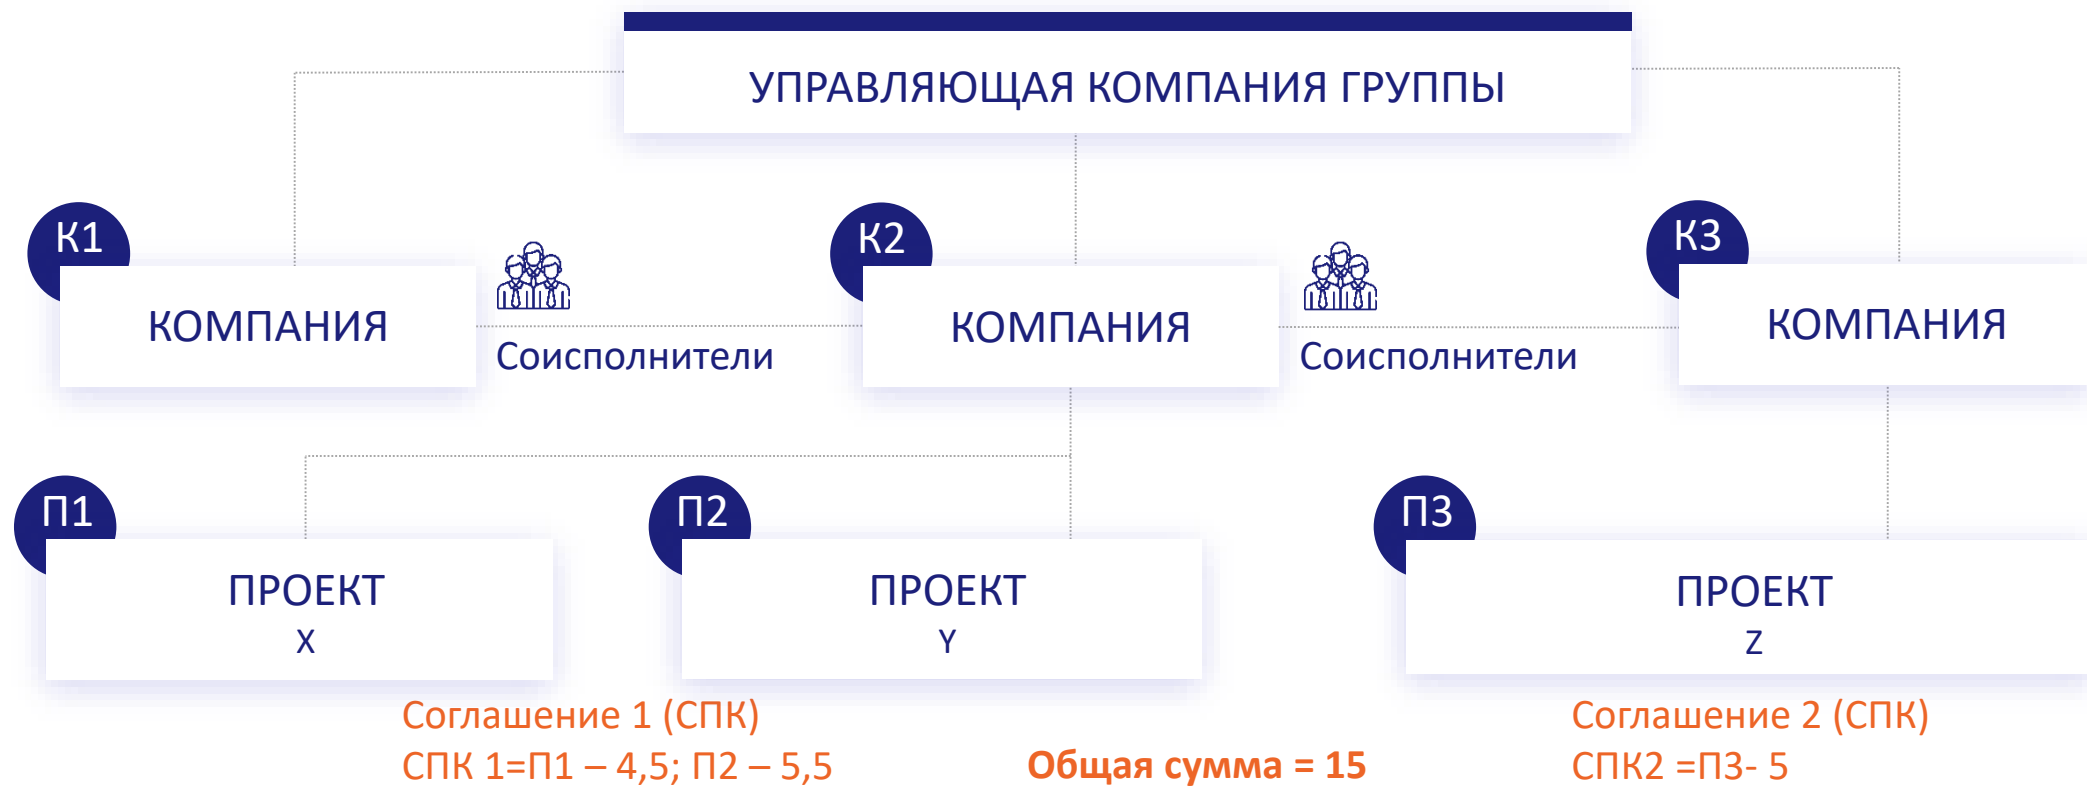 УПРАВЛЯЮЩАЯ КОМПАНИЯ ГРУППЫ
К1
КОМПАНИЯ
Соисполнители
К2
КОМПАНИЯ
Соисполнители
К3
КОМПАНИЯ
П1
ПРОЕКТ
X
П2
ПРОЕКТ
Y
П3
ПРОЕКТ
Z
Соглашение 1 (СПК)
СПК 1=П1 – 4,5; П2 – 5,5
Общая сумма = 15
Соглашение 2 (СПК)
СПК2 =П3- 5